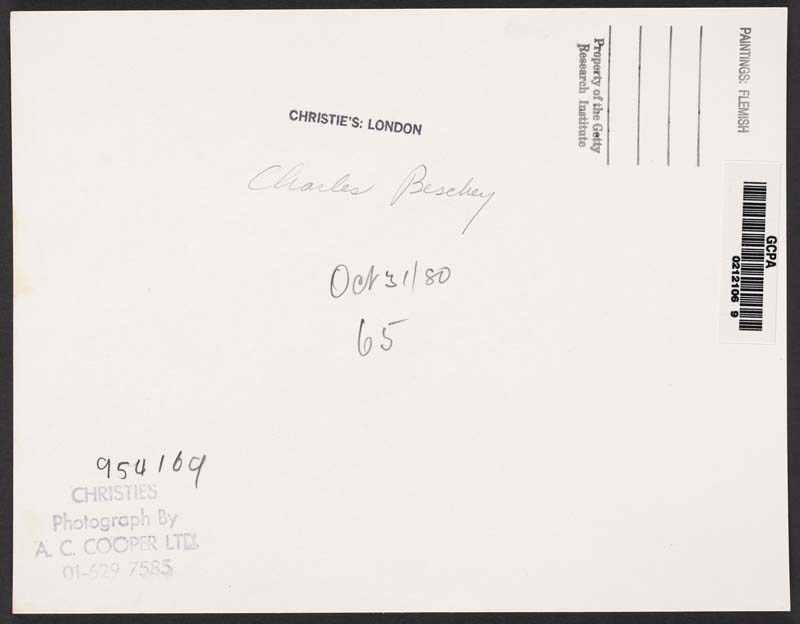 CHRISTIE'S: LONDON
Charles Beschey
Oct 31/80
65
954169
CHRISTIES
Photograph By
A. C. COOPER LTD.
01-629 7585
Property of the Getty
Research Institute
PAINTINGS: FLEMISH
GCPA
0212106 9